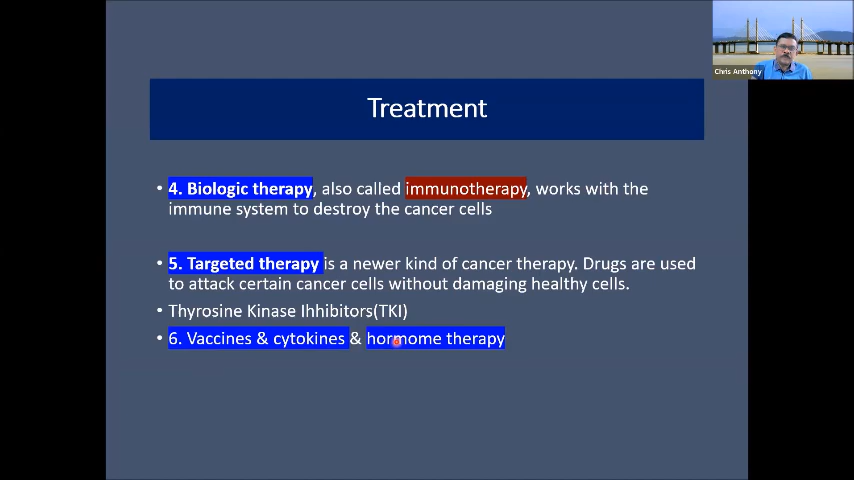 Chris Anthony
Treatment
• 4. Biologic therapy, also called immunotherapy, works with the
immune system to destroy the cancer cells
• 5. Targeted therapy is a newer kind of cancer therapy. Drugs are used
to attack certain cancer cells without damaging healthy cells.
• Thyrosine Kinase Ihhibitors(TKI)
• 6. Vaccines & cytokines & hormome therapy